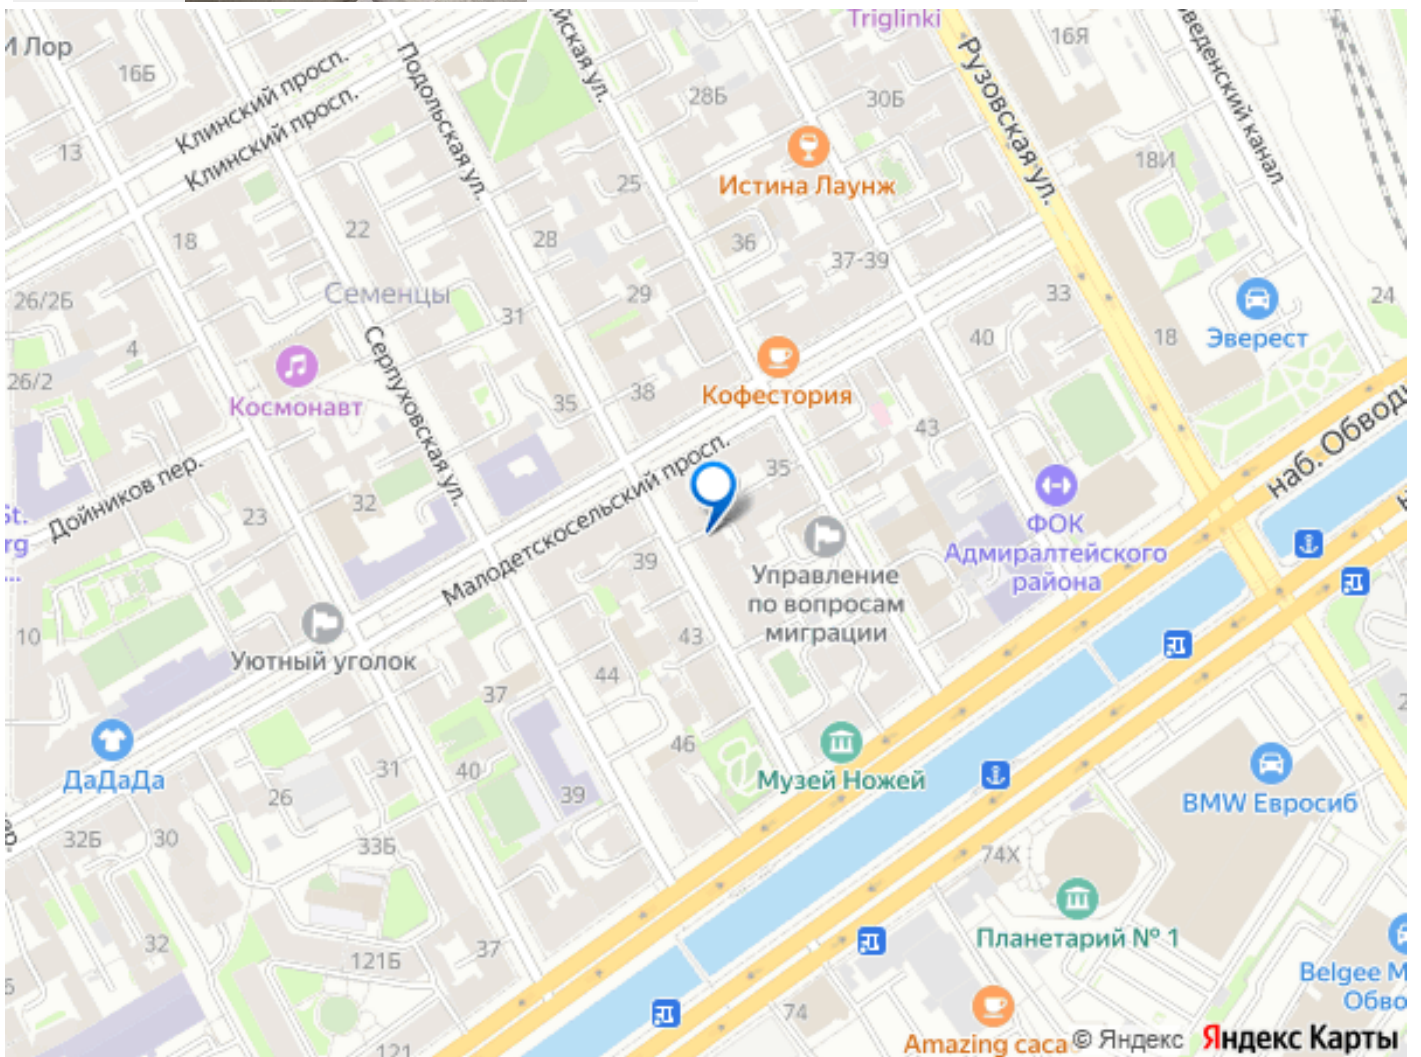 Triglinki
И Лор
16Б
Клинский просп.
Клинский просп.
Подольская ул.
йская ул.
28Б
30Б
16Я
Рузовская ул.
Введенский канал
13
Истина Лаунж
18И
25
18
22
28
36
37-39
26/2Б
Семенцы
29
31
33
24
4
40
18
Эверест
26/2
Космонавт
Серпуховская ул.
Кофестория
35
38
43
наб. Обводн
Дойников пер.
Малодетскосельский просп.
35
St.
rg
...
23
32
39
ФОК
Адмиралтейского
района
Управление
по вопросам
миграции
10
Уютный уголок
43
44
37
ДаДаДа
46
Музей Ножей
31
40
26
39
BMW Евросиб
32Б
30
33Б
74Х
Планетарий № 1
32
121Б
37
Belgee М
Обво
74
Amazing caca
121
© Яндекс Яндекс Карты